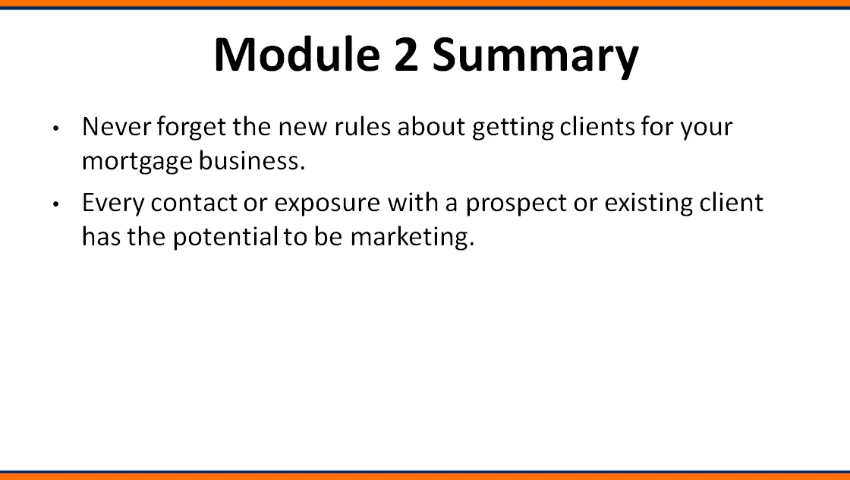 Module 2 Summary
• Never forget the new rules about getting clients for your
mortgage business.
• Every contact or exposure with a prospect or existing client
has the potential to be marketing.